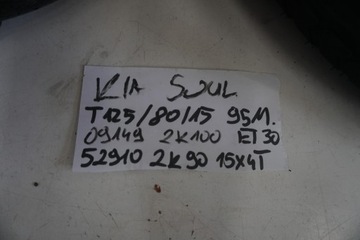 KIA SOUL
T125/80/15 95M.
09149 2K100 ET30
52910 2K90 15X4T